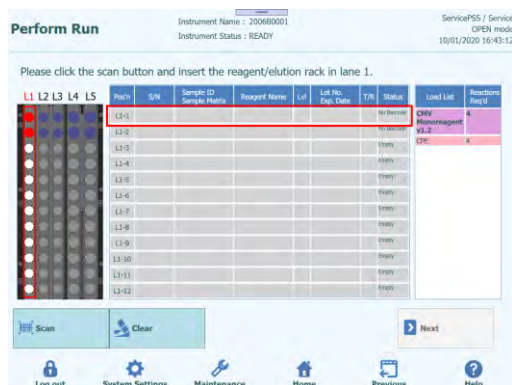 Perform Run
Instrument Name : 200680001
Instrument Status : READY
ServicePSS / Service
OPEN mode
10/01/2020 16:43:12
Please click the scan button and insert the reagent/elution rack in lane 1.
L1 L2 L3 L4 L5
Pos'n S/N Sample ID Sample Matrix Reagent Name Lvl Lot No. Exp. Date T/R Status
L1-1 No Barcode
L1-2 No Barcode
L1-3 Empty
L1-4 Empty
L1-5 Empty
L1-6 Empty
L1-7 Empty
L1-8 Empty
L1-9 Empty
L1-10 Empty
L1-11 Empty
L1-12 Empty
Load List Reactions Req'd
CMV Monoreagent v1.2 4
CPE 4
Scan
Clear
Next
Log out
System Settings
Maintenance
Home
Previous
Help